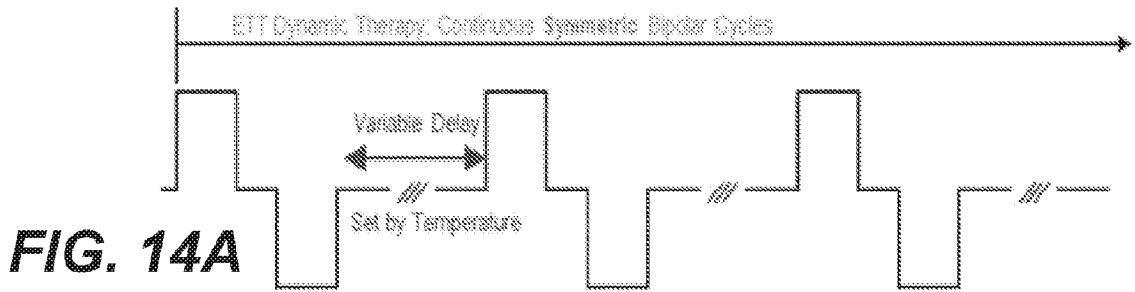 ETT Dynamic Therapy: Continuous Symmetric Bipolar Cycles
Variable Delay
Set by Temperature
FIG. 14A